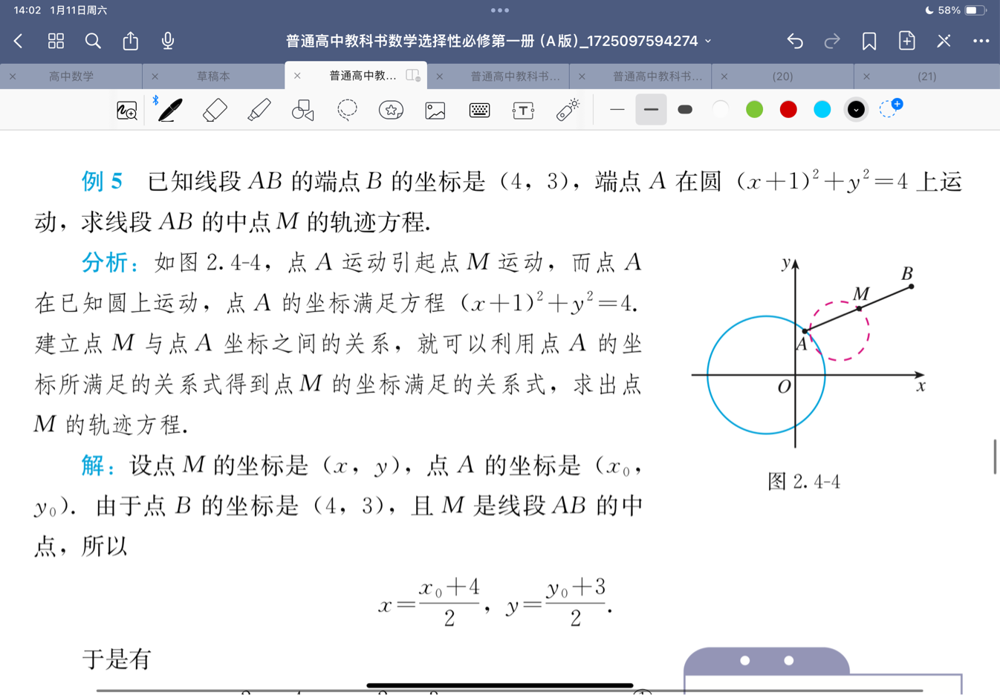 14:02 1月11日周六
58%
普通高中教科书数学选择性必修第一册 (A版)_1725097594274
× 高中数学
× 草稿本
× 普通高中教...
× 普通高中教科书...
× 普通高中教科书...
× (20)
× (21)
例 5 已知线段 AB 的端点 B 的坐标是（4，3），端点 A 在圆（x+1)²+y²=4 上运
动，求线段 AB 的中点 M 的轨迹方程.
分析：如图 2.4-4，点 A 运动引起点 M 运动，而点 A
在已知圆上运动，点 A 的坐标满足方程（x+1)²+y²=4.
建立点 M 与点 A 坐标之间的关系，就可以利用点 A 的坐
标所满足的关系式得到点 M 的坐标满足的关系式，求出点
M 的轨迹方程.
y
B
M
A
O
x
图 2.4-4
解：设点 M 的坐标是（x，y），点 A 的坐标是（x₀，
y₀）. 由于点 B 的坐标是（4，3），且 M 是线段 AB 的中
点，所以
x=(x₀+4)/2，y=(y₀+3)/2.
于是有